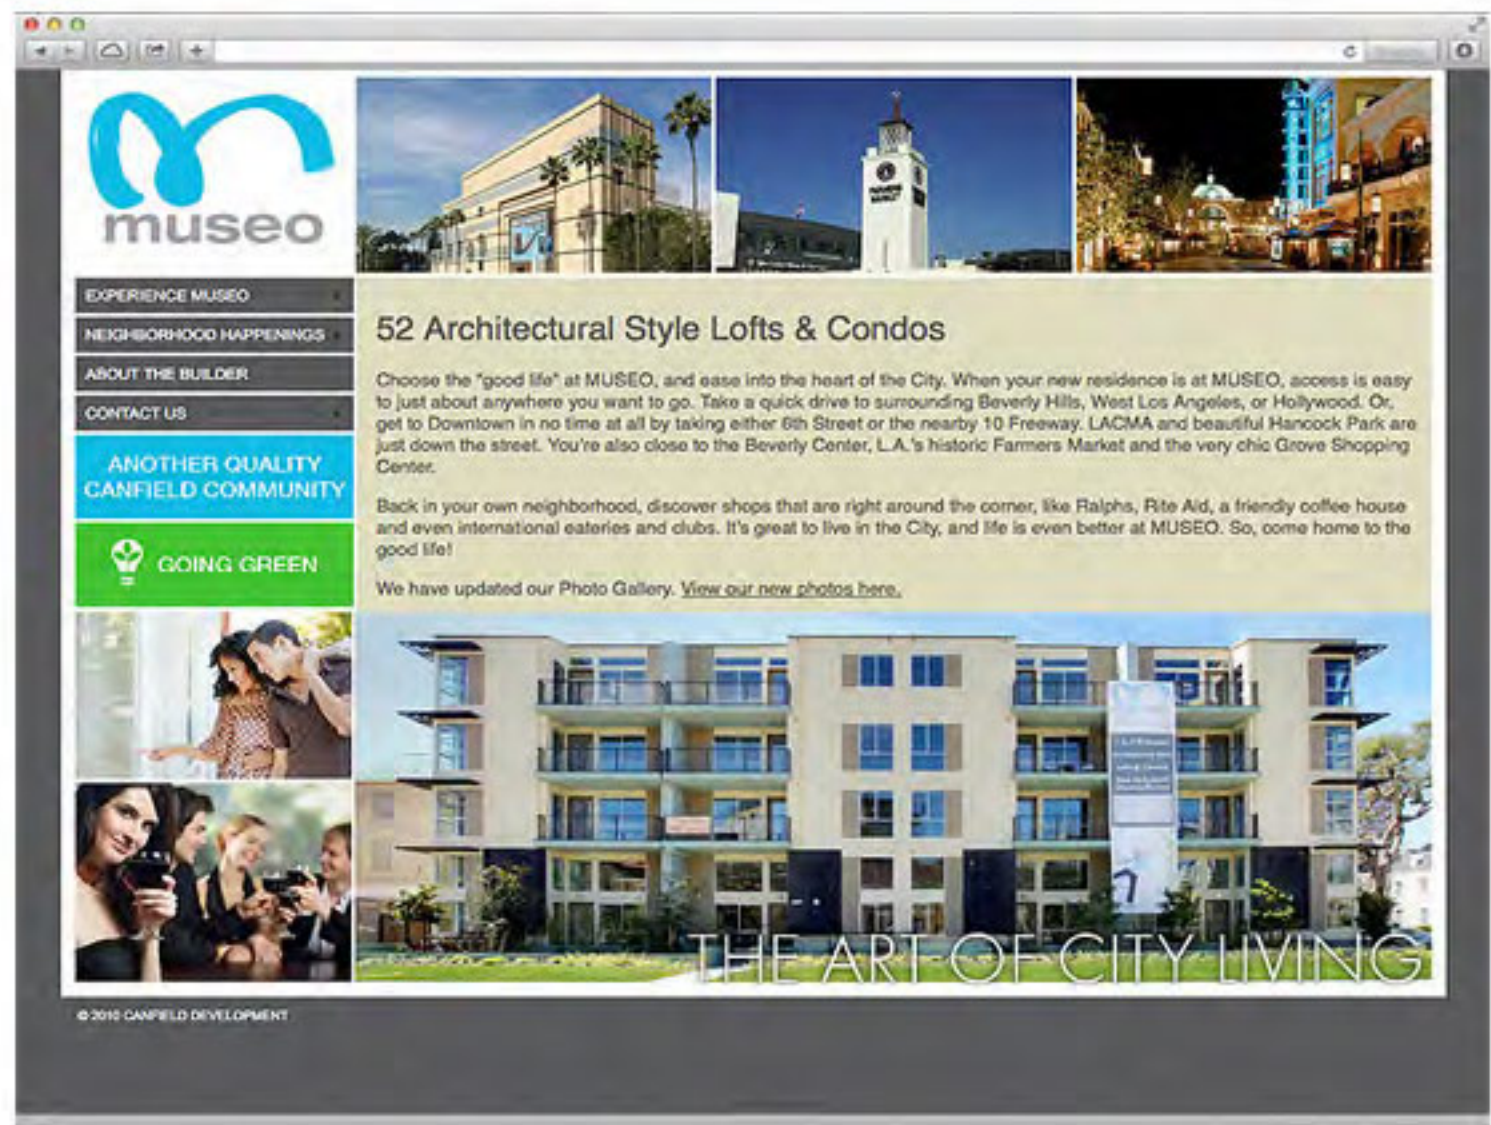 museo
FARMERS
MARKET
EXPERIENCE MUSEO
NEIGHBORHOOD HAPPENINGS
ABOUT THE BUILDER
CONTACT US
ANOTHER QUALITY
CANFIELD COMMUNITY
GOING GREEN
52 Architectural Style Lofts & Condos
Choose the "good life" at MUSEO, and ease into the heart of the City. When your new residence is at MUSEO, access is easy
to just about anywhere you want to go. Take a quick drive to surrounding Beverly Hills, West Los Angeles, or Hollywood. Or,
get to Downtown in no time at all by taking either 6th Street or the nearby 10 Freeway. LACMA and beautiful Hancock Park are
just down the street. You're also close to the Beverly Center, L.A.'s historic Farmers Market and the very chic Grove Shopping
Center.
Back in your own neighborhood, discover shops that are right around the corner, like Ralphs, Rite Aid, a friendly coffee house
and even international eateries and clubs. It's great to live in the City, and life is even better at MUSEO. So, come home to the
good life!
We have updated our Photo Gallery. View our new photos here.
THE ART OF CITY LIVING
© 2010 CANFIELD DEVELOPMENT